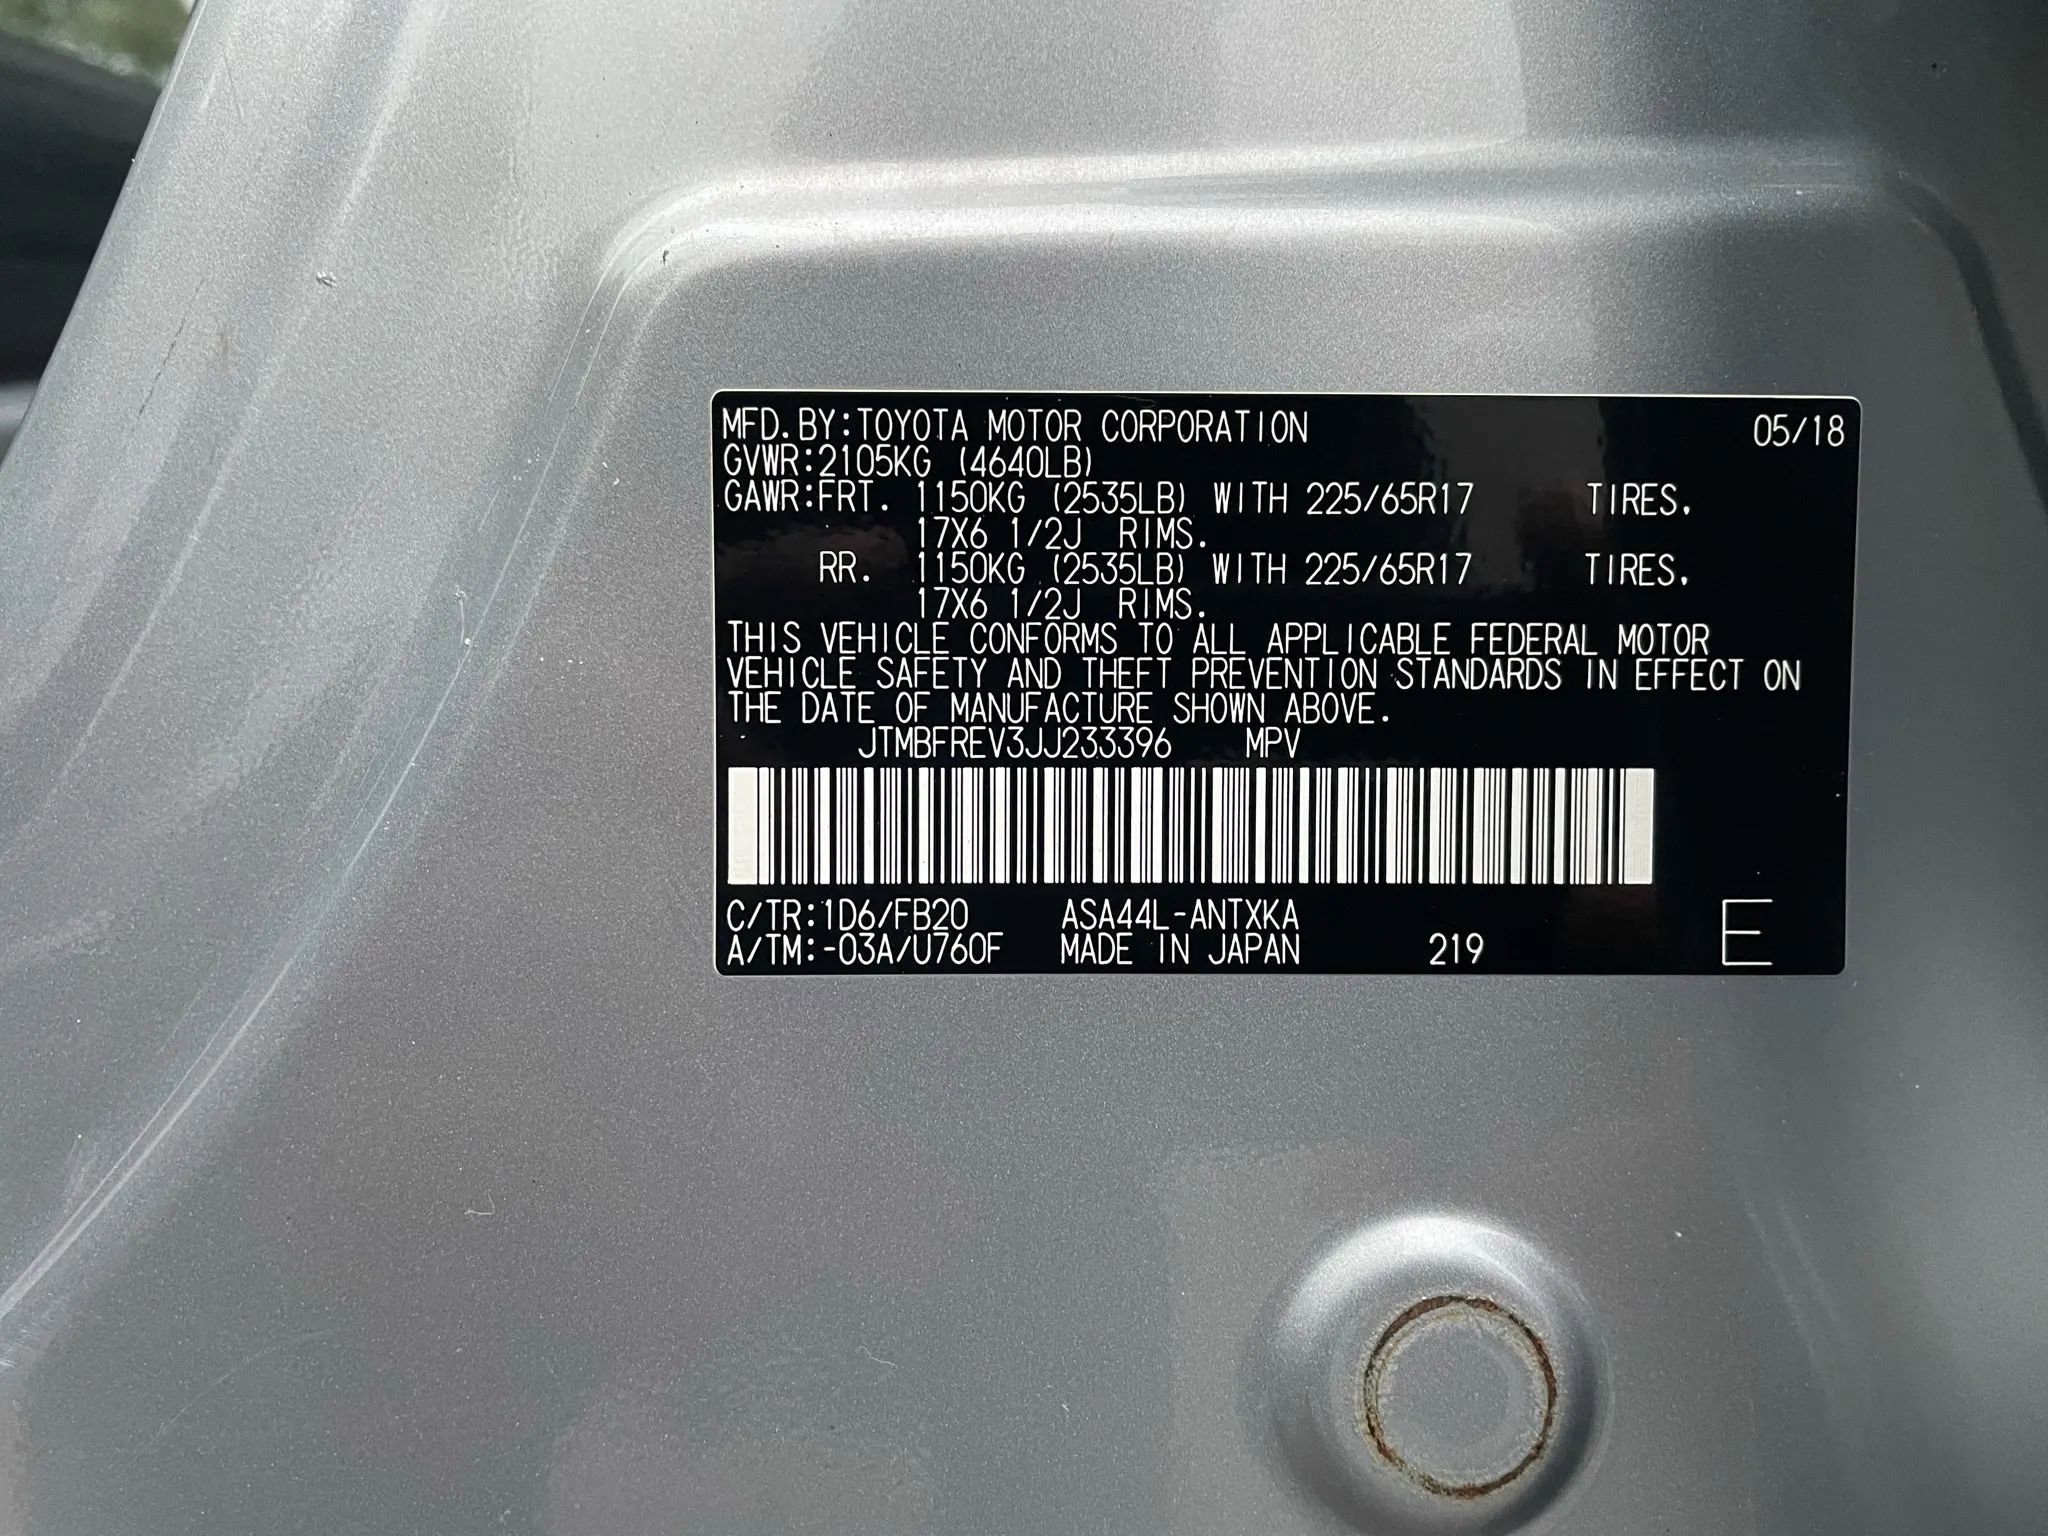 MFD.BY:TOYOTA MOTOR CORPORATION 05/18
GVWR:2105KG (4640LB)
GAWR:FRT. 1150KG (2535LB) WITH 225/65R17 TIRES.
17X6 1/2J RIMS.
RR. 1150KG (2535LB) WITH 225/65R17 TIRES.
17X6 1/2J RIMS.
THIS VEHICLE CONFORMS TO ALL APPLICABLE FEDERAL MOTOR
VEHICLE SAFETY AND THEFT PREVENTION STANDARDS IN EFFECT ON
THE DATE OF MANUFACTURE SHOWN ABOVE.
JTMBFREV3JJ233396 MPV
C/TR:1D6/FB20 ASA44L-ANTXKA
A/TM:-03A/U760F MADE IN JAPAN 219 E